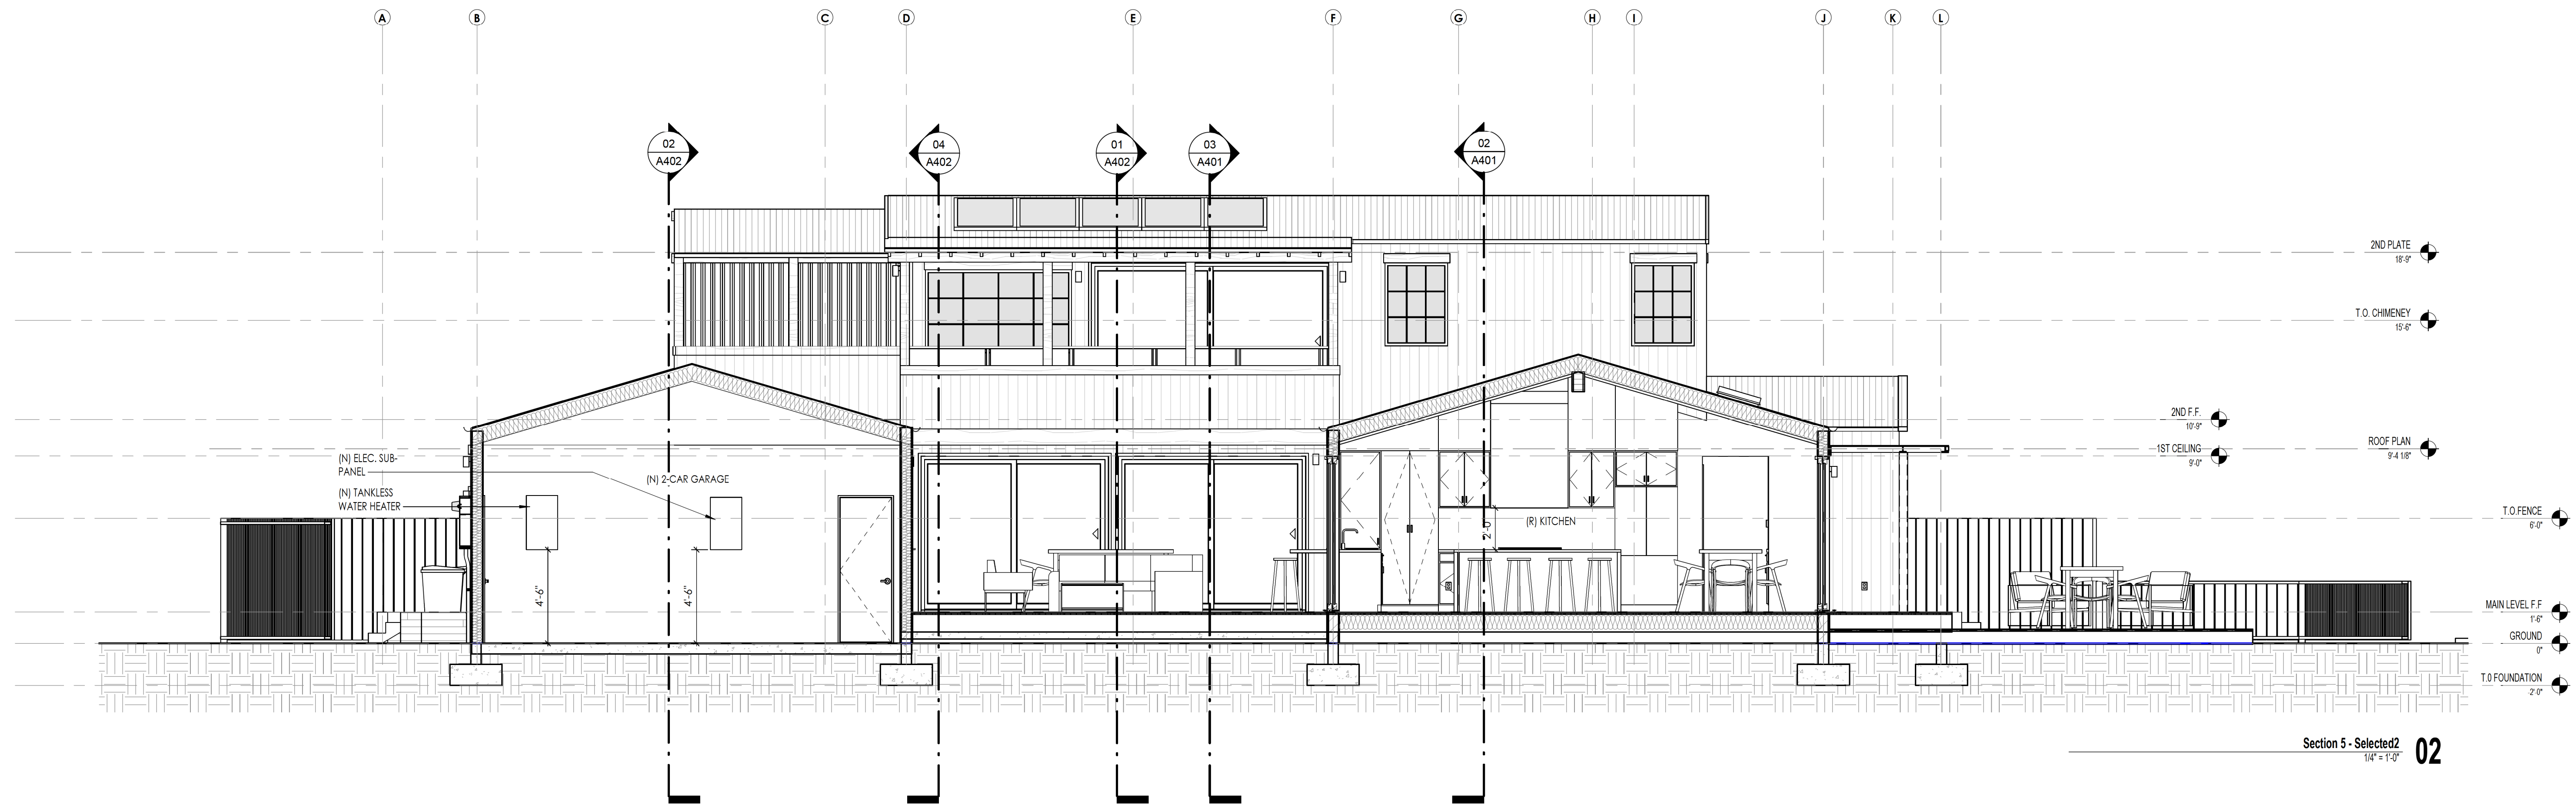 A
B
C
D
E
F
G
H
I
J
K
L
02
A402
04
A402
01
A402
03
A401
02
A401
2ND PLATE
18'-9"
T.O. CHIMENEY
15'-6"
2ND F.F.
10'-9"
ROOF PLAN
9'-4 1/8"
1ST CEILING
9'-0"
(N) ELEC. SUB-
PANEL
(N) 2-CAR GARAGE
(N) TANKLESS
WATER HEATER
(R) KITCHEN
2'-0"
T.O.FENCE
6'-0"
4'-6"
4'-6"
MAIN LEVEL F.F
1'-6"
GROUND
0"
T.0 FOUNDATION
-2'-0"
Section 5 - Selected2
1/4" = 1'-0"
02